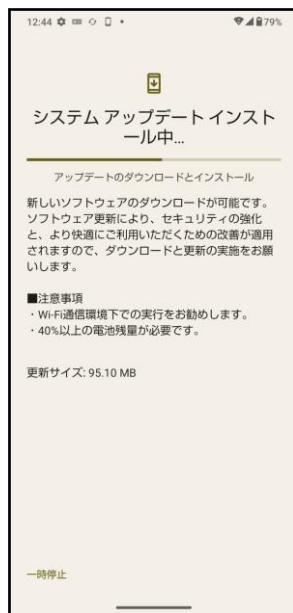 12:44
79%
システム アップデート インスト
ール中...
アップデートのダウンロードとインストール
新しいソフトウェアのダウンロードが可能です。
ソフトウェア更新により、セキュリティの強化
と、より快適にご利用いただくための改善が適用
されますので、ダウンロードと更新の実施をお願
いします。
■注意事項
・Wi-Fi通信環境下での実行をお勧めします。
・40%以上の電池残量が必要です。
更新サイズ: 95.10 MB
一時停止